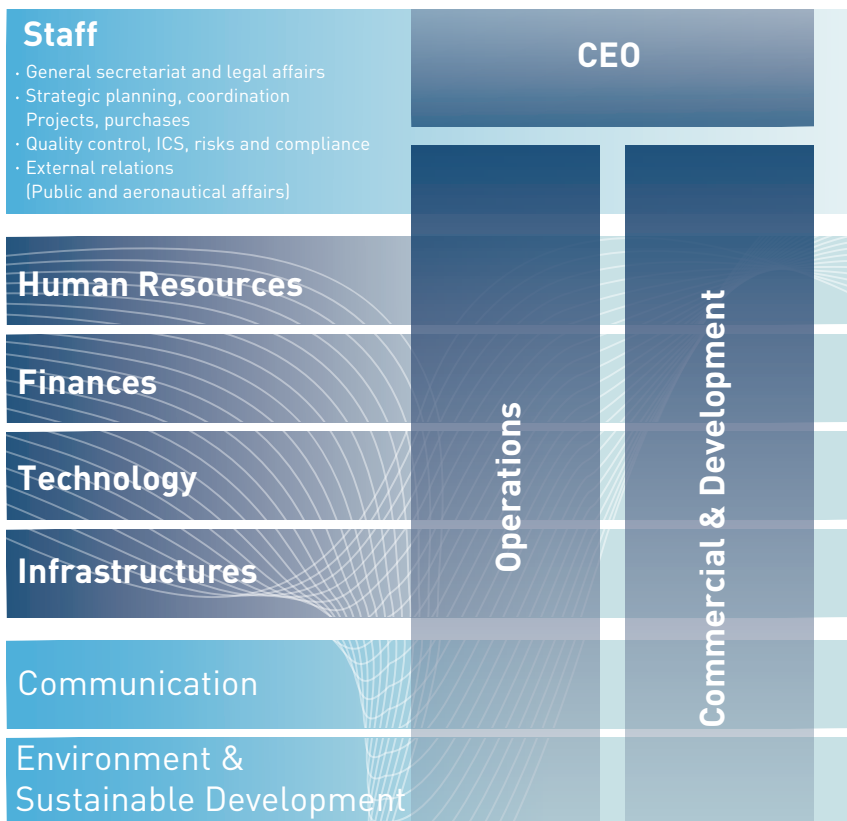 Staff
· General secretariat and legal affairs
· Strategic planning, coordination
Projects, purchases
· Quality control, ICS, risks and compliance
· External relations
(Public and aeronautical affairs)
CEO
Human Resources
Finances
Technology
Infrastructures
Communication
Environment &
Sustainable Development
Operations
Commercial & Development